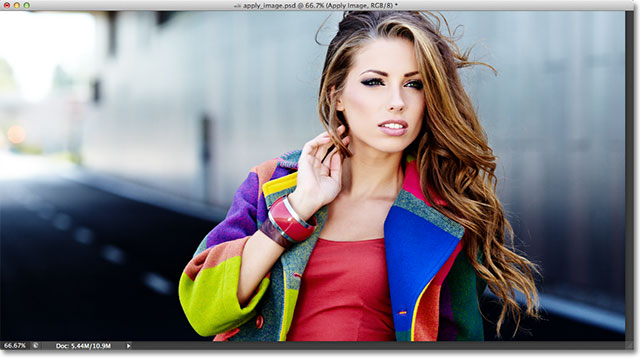 apply_image.psd @ 66.7% (Apply Image, RGB/8) *
66.67%
Doc: 5.44M/10.9M